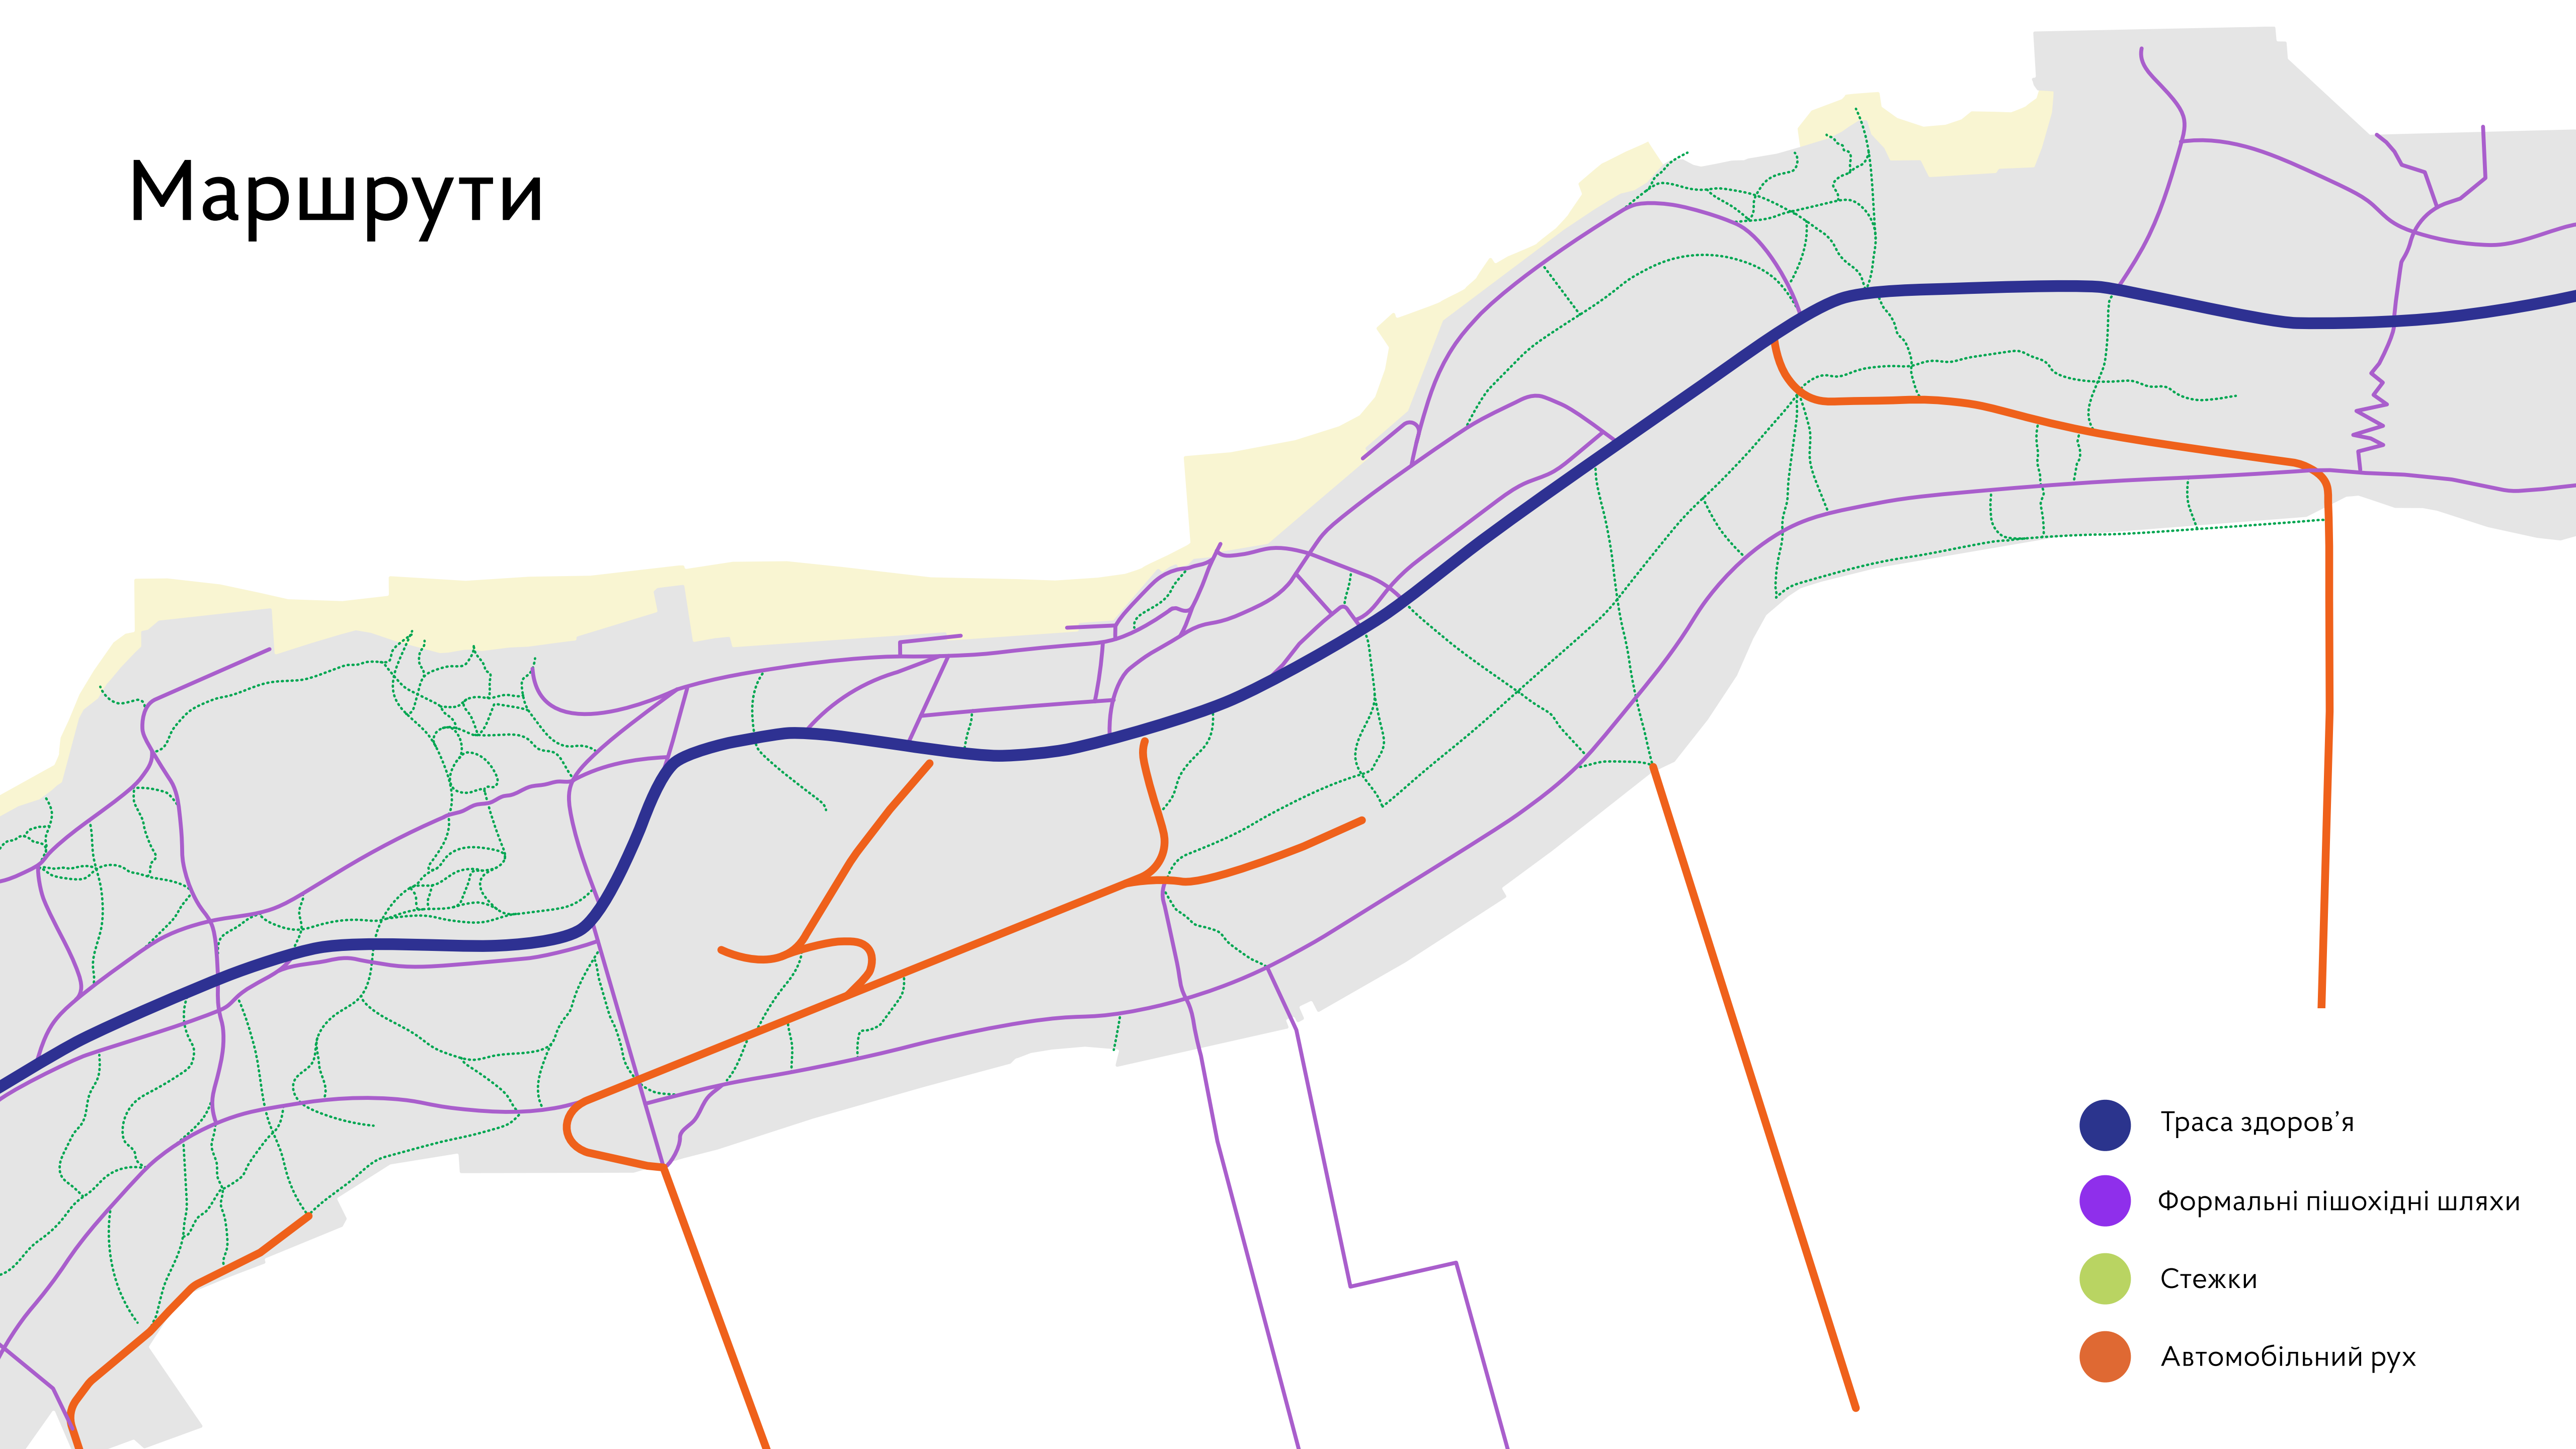 Маршрути
Траса здоров’я
Формальні пішохідні шляхи
Стежки
Автомобільний рух